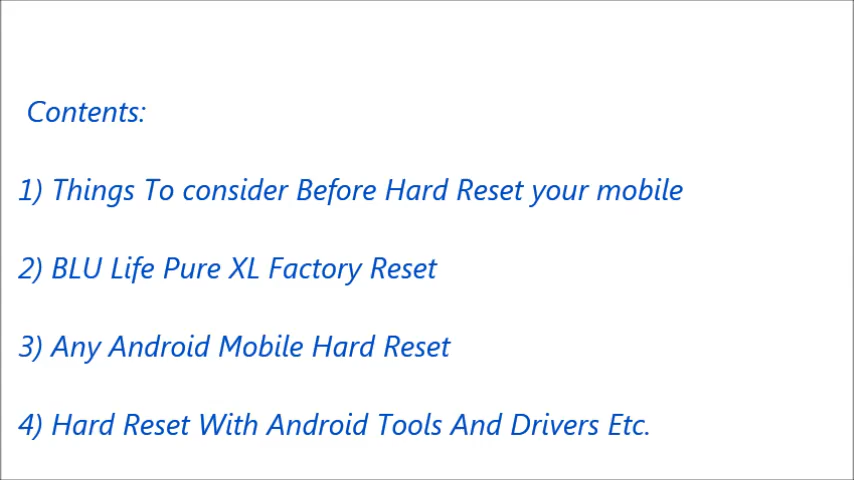 Contents:
1) Things To consider Before Hard Reset your mobile
2) BLU Life Pure XL Factory Reset
3) Any Android Mobile Hard Reset
4) Hard Reset With Android Tools And Drivers Etc.